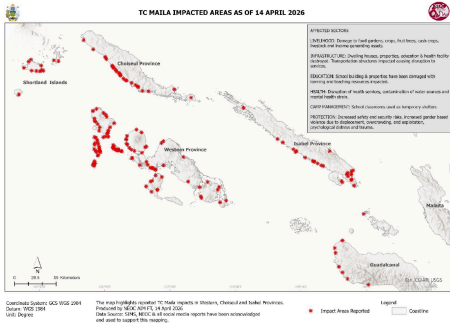 TC MAILA IMPACTED AREAS AS OF 14 APRIL 2026
AFFECTED SECTORS
LIVELIHOOD: Damage to food gardens, crops, fruit trees, cash crops,
livestock and income generating assets.
INFRASTRUCTURE: Dwelling houses, properties, education & health facility
destroyed. Transportation structures impacted causing disruption to
services.
EDUCATION: School building & properties have been damaged with
learning and teaching resources impacted.
HEALTH: Disruption of health services, contamination of water sources and
mental health strain.
CAMP MANAGEMENT: School classrooms used as temporary shelters
PROTECTION: Increased safety and security risks, increased gender based
violence due to displacement, overcrowding, and separation,
psychological distress and trauma.
Choiseul Province
Shortland Islands
Western Province
Isabel Province
Malaita
Guadalcanal
USGS
N
0
Kilometers
Coordinate System: GCS WGS 1984
Datum: WGS 1984
Unit: Degree
The map highlights reported TC Maila impacts in Western, Choiseul and Isabel Provinces.
Produced by NEOC 14 April 2026
Data Source: SIMS, NEOC & all social media reports have been acknowledged
and used to support this mapping.
Legend
Impact Areas Reported
Coastline